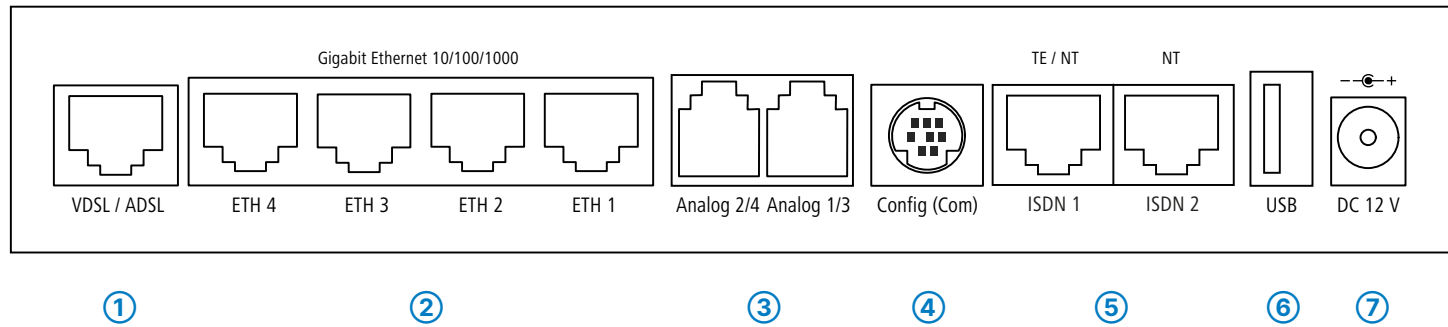 Gigabit Ethernet 10/100/1000
TE / NT
NT
VDSL / ADSL
ETH 4
ETH 3
ETH 2
ETH 1
Analog 2/4
Analog 1/3
Config (Com)
ISDN 1
ISDN 2
USB
DC 12 V
1
2
3
4
5
6
7